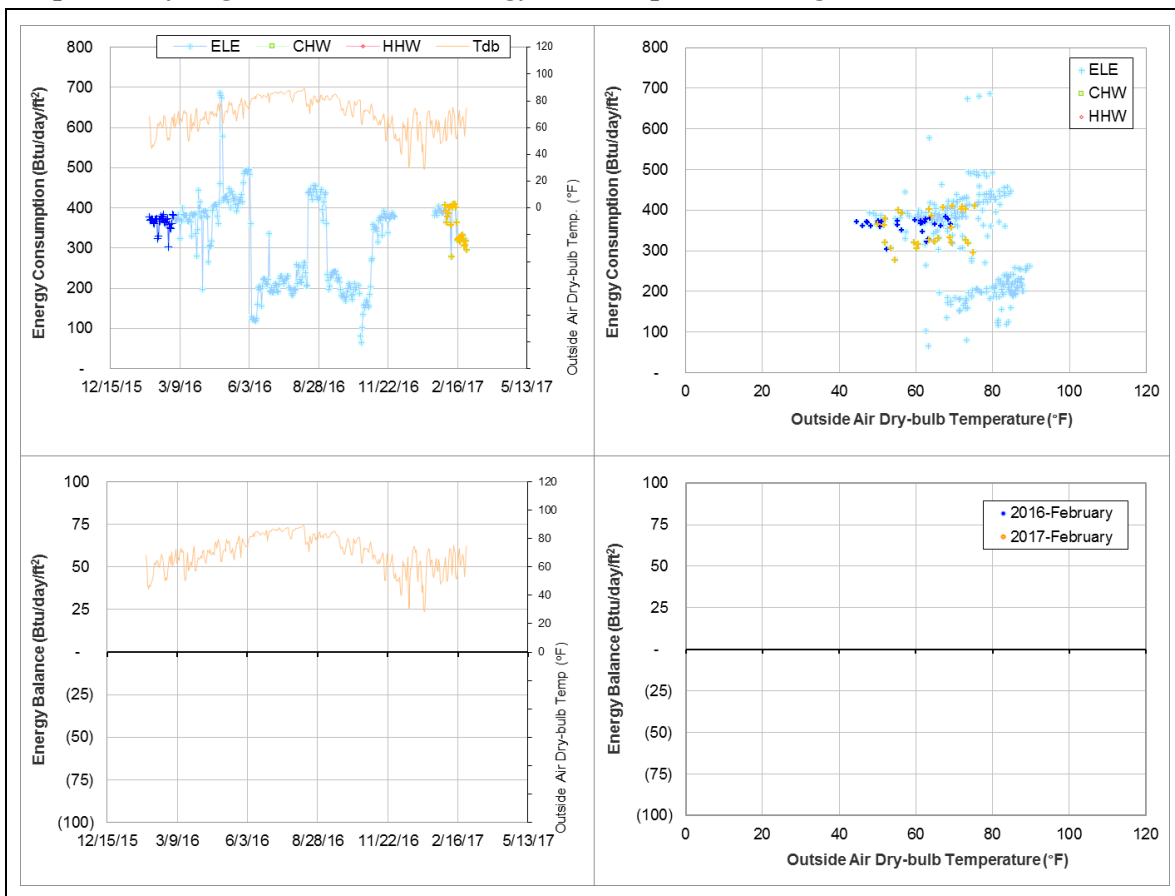 ELE CHW HHW Tdb
Energy Consumption (Btu/day/ft²)
800
700
600
500
400
300
200
100
-
120
100
80
60
40
20
0
Outside Air Dry-bulb Temp. (°F)
12/15/15 3/9/16 6/3/16 8/28/16 11/22/16 2/16/17 5/13/17
Energy Consumption (Btu/day/ft²)
800
700
600
500
400
300
200
100
-
ELE
CHW
HHW
0 20 40 60 80 100 120
Outside Air Dry-bulb Temperature (°F)
Energy Balance (Btu/day/ft²)
100
75
50
25
-
(25)
(50)
(75)
(100)
120
100
80
60
40
20
0
Outside Air Dry-bulb Temp (°F)
12/15/15 3/9/16 6/3/16 8/28/16 11/22/16 2/16/17 5/13/17
Energy Balance (Btu/day/ft²)
100
75
50
25
-
(25)
(50)
(75)
(100)
2016-February
2017-February
0 20 40 60 80 100 120
Outside Air Dry-bulb Temperature (°F)